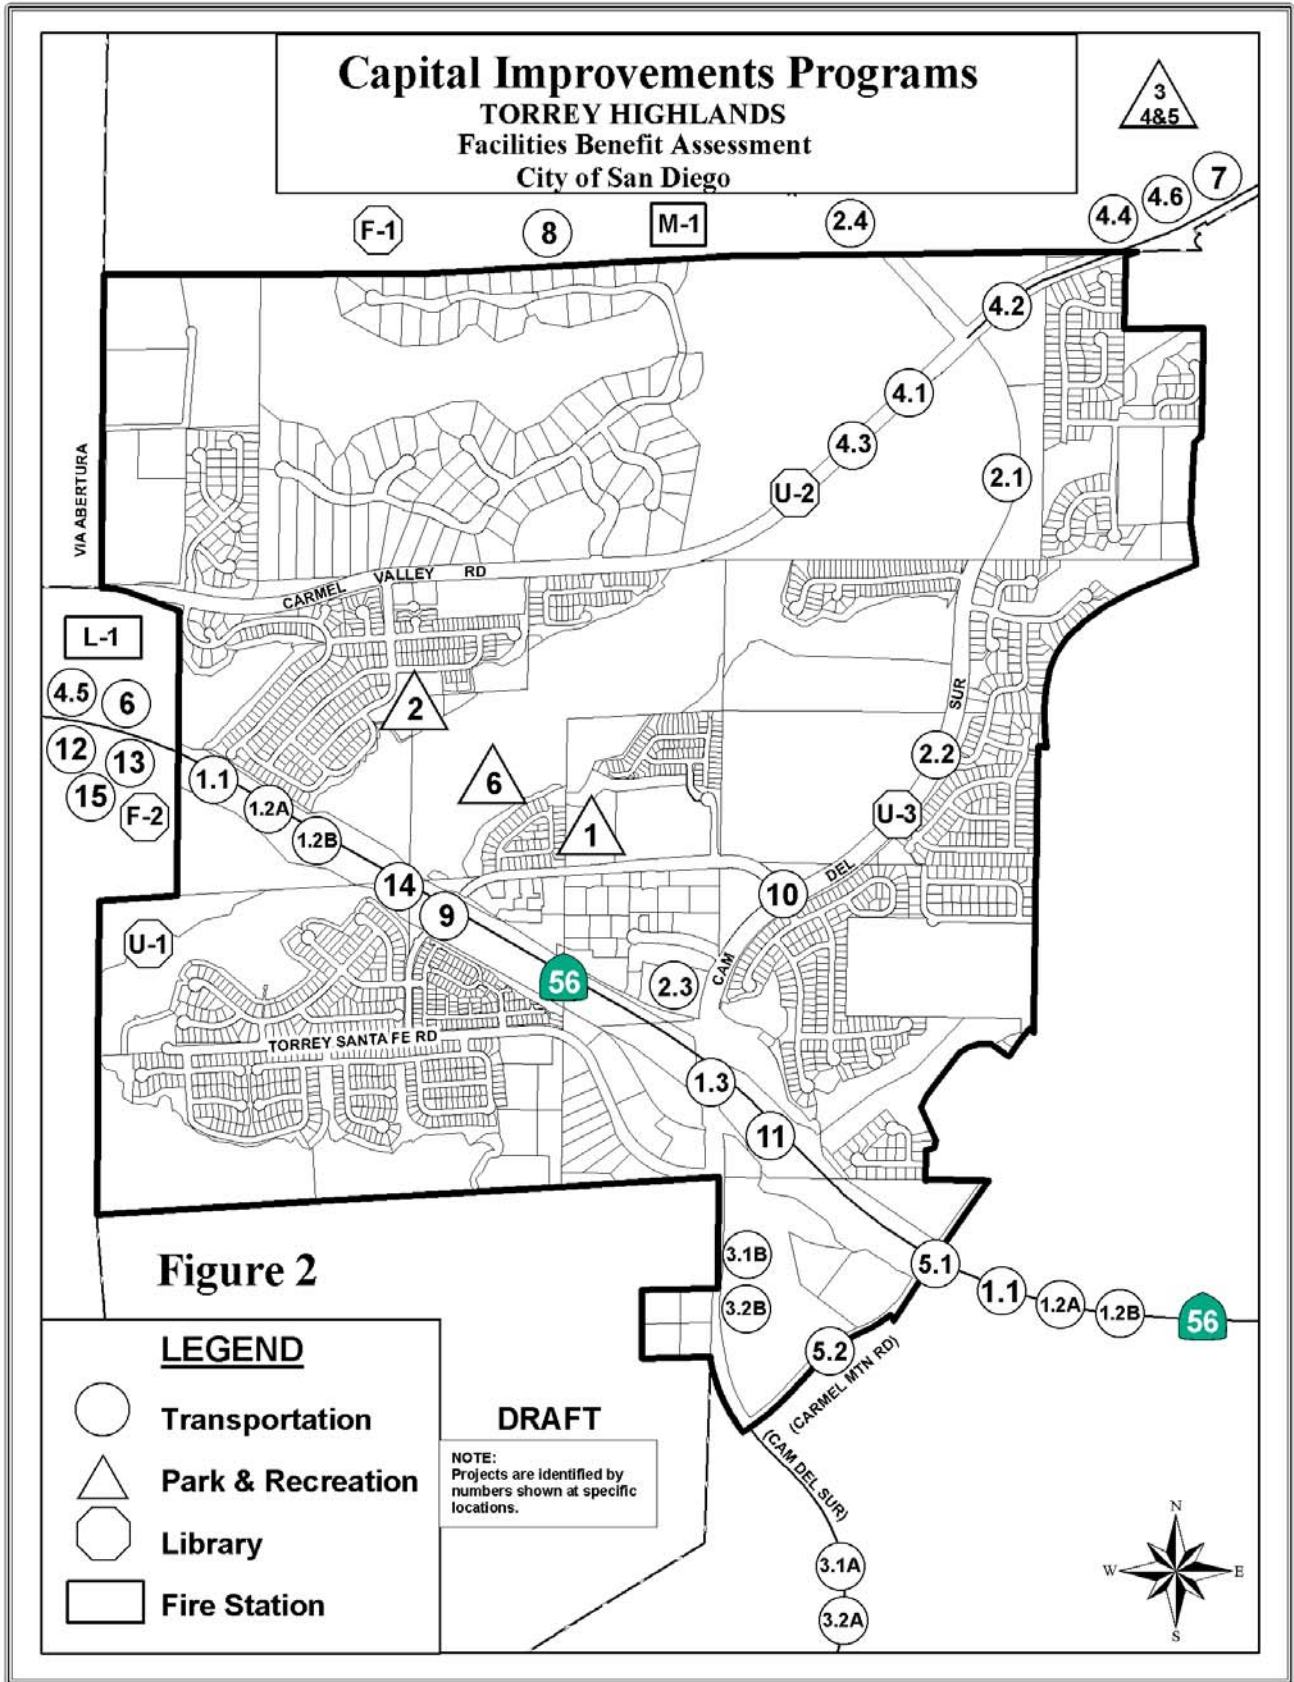 Capital Improvements Programs
TORREY HIGHLANDS
Facilities Benefit Assessment
City of San Diego
3
4&5
7
4.6
4.4
F-1
8
M-1
2.4
4.2
4.1
4.3
2.1
U-2
VIA ABERTURA
CARMEL VALLEY RD
L-1
4.5
6
12
13
15
F-2
1.1
1.2A
1.2B
2
6
1
SUR
2.2
U-3
DEL
10
CAM
14
9
U-1
56
2.3
TORREY SANTA FE RD
1.3
11
3.1B
3.2B
5.1
1.1
1.2A
1.2B
56
5.2
(CARMEL MTN RD)
(CAM DEL SUR)
3.1A
3.2A
Figure 2
LEGEND
Transportation
Park & Recreation
Library
Fire Station
DRAFT
NOTE:
Projects are identified by
numbers shown at specific
locations.
N
W
E
S